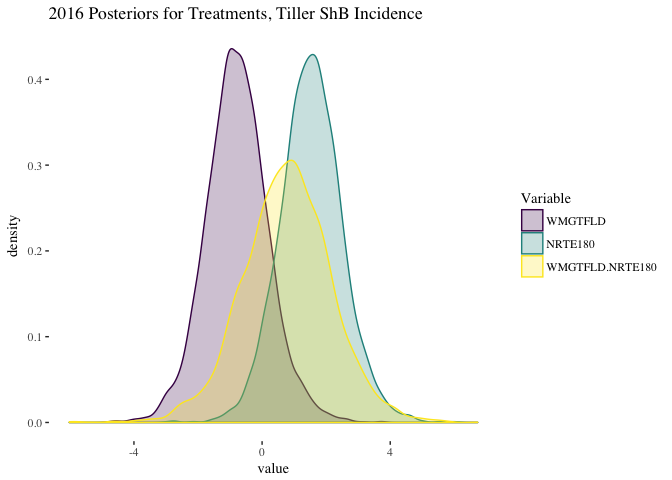 2016 Posteriors for Treatments, Tiller ShB Incidence
0.4
0.3
0.2
0.1
0.0
density
-4
0
4
value
Variable
WMGTFLD
NRTE180
WMGTFLD.NRTE180